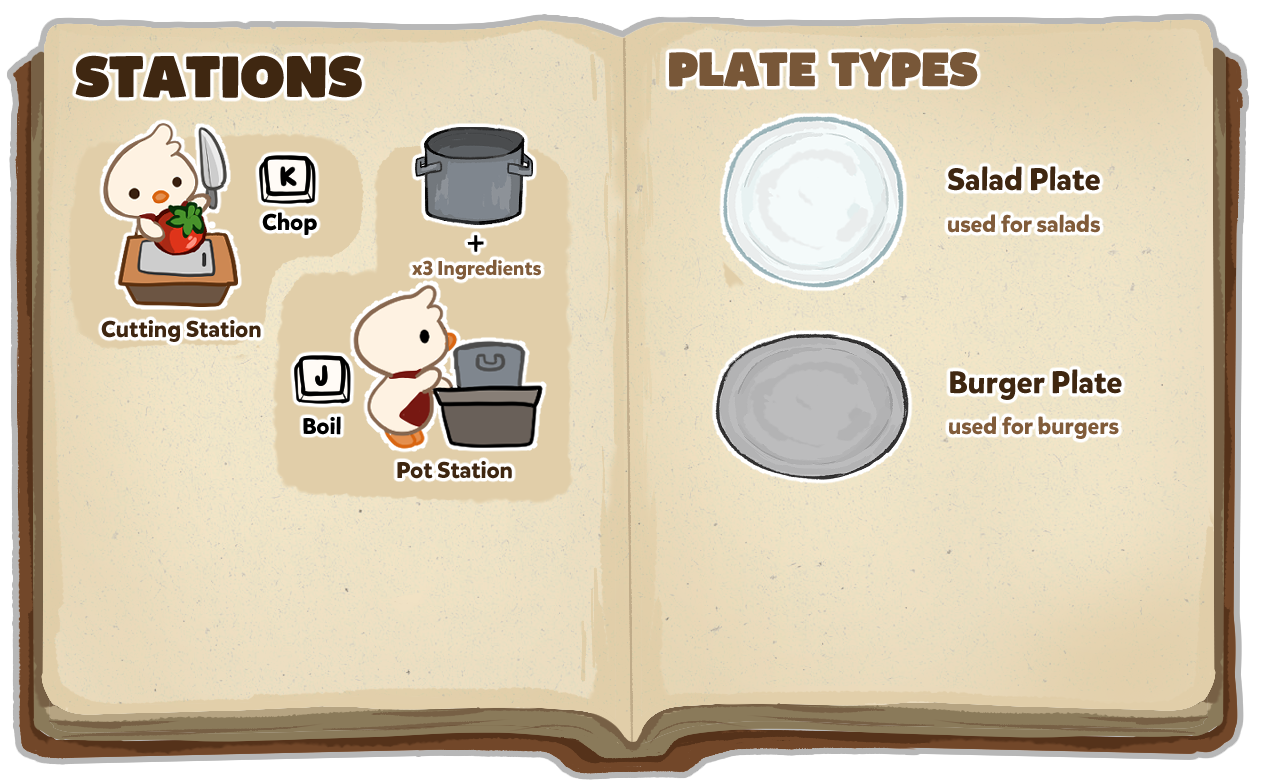 STATIONS
K
Chop
Cutting Station
+
x3 Ingredients
J
Boil
Pot Station
PLATE TYPES
Salad Plate
used for salads
Burger Plate
used for burgers